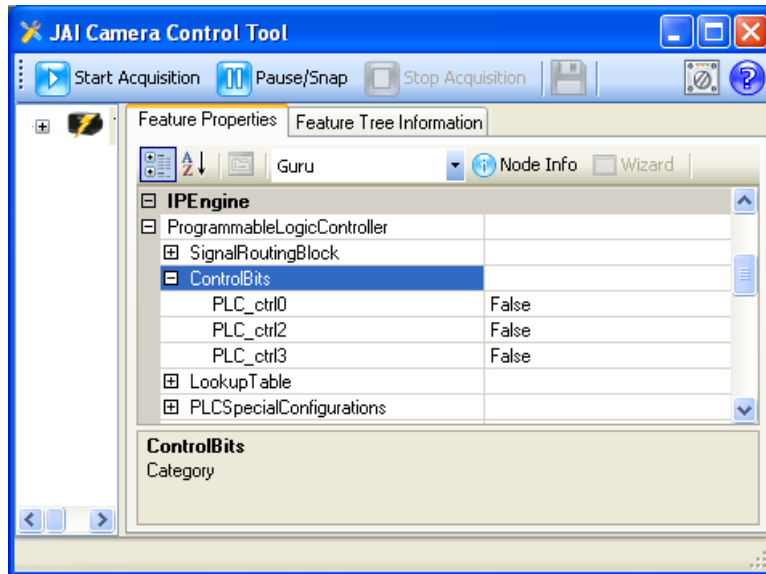 JAI Camera Control Tool
Start Acquisition Pause/Snap Stop Acquisition
Feature Properties Feature Tree Information
Guru Node Info Wizard
IPEngine
ProgrammableLogicController
SignalRoutingBlock
ControlBits
PLC_ctrl0 False
PLC_ctrl2 False
PLC_ctrl3 False
LookupTable
PLCSpecialConfigurations
ControlBits
Category